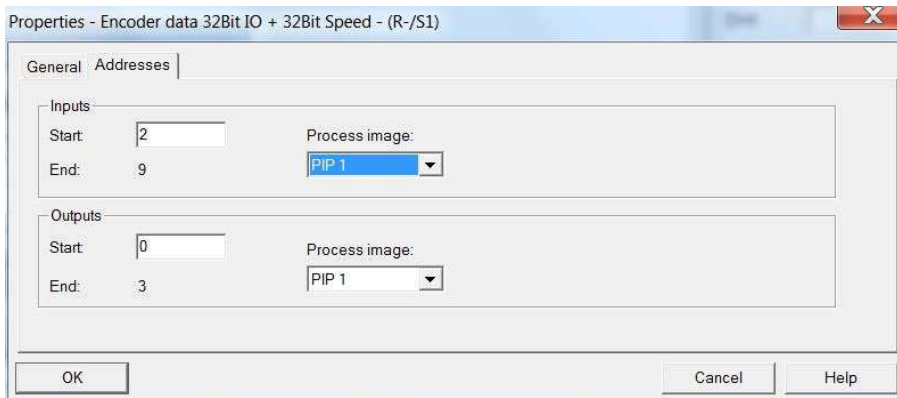 Properties - Encoder data 32Bit IO + 32Bit Speed - (R-/S1)
General Addresses
Inputs
Start: 2 Process image:
End: 9 PIP 1
Outputs
Start: 0 Process image:
End: 3 PIP 1
OK Cancel Help